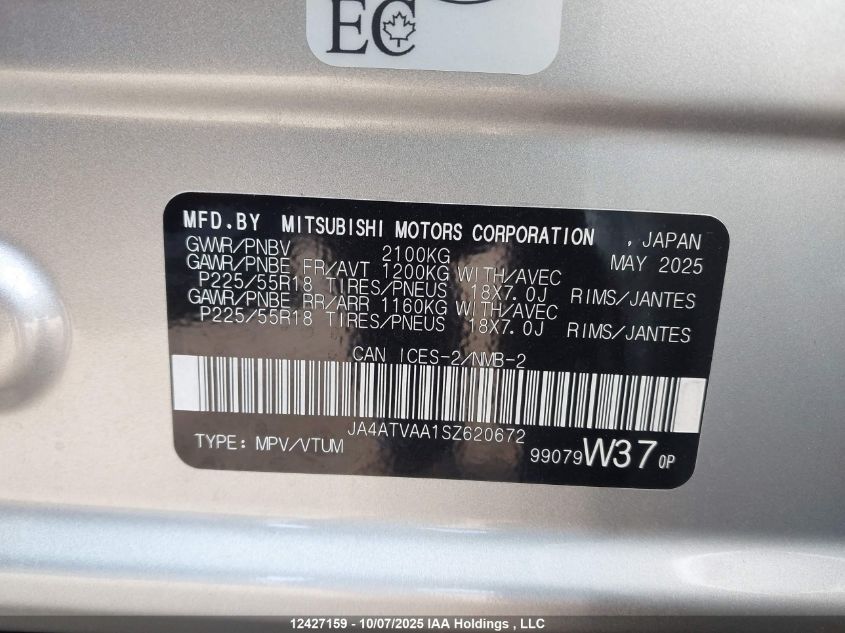 EC
MFD.BY MITSUBISHI MOTORS CORPORATION , JAPAN
GWWR/PNBV 2100KG MAY 2025
GAWR/PNBE FR/AVT 1200KG WITH/AVEC
P225/55R18 TIRES/PNEUS 18X7.0J RIMS/JANTES
GAWR/PNBE RR/ARR 1160KG WITH/AVEC
P225/55R18 TIRES/PNEUS 18X7.0J RIMS/JANTES
CAN ICES-2/NMB-2
JA4ATVAA1SZ620672
TYPE: MPV/VTUM 99079 W37 0P
12427159 - 10/07/2025 IAA Holdings , LLC